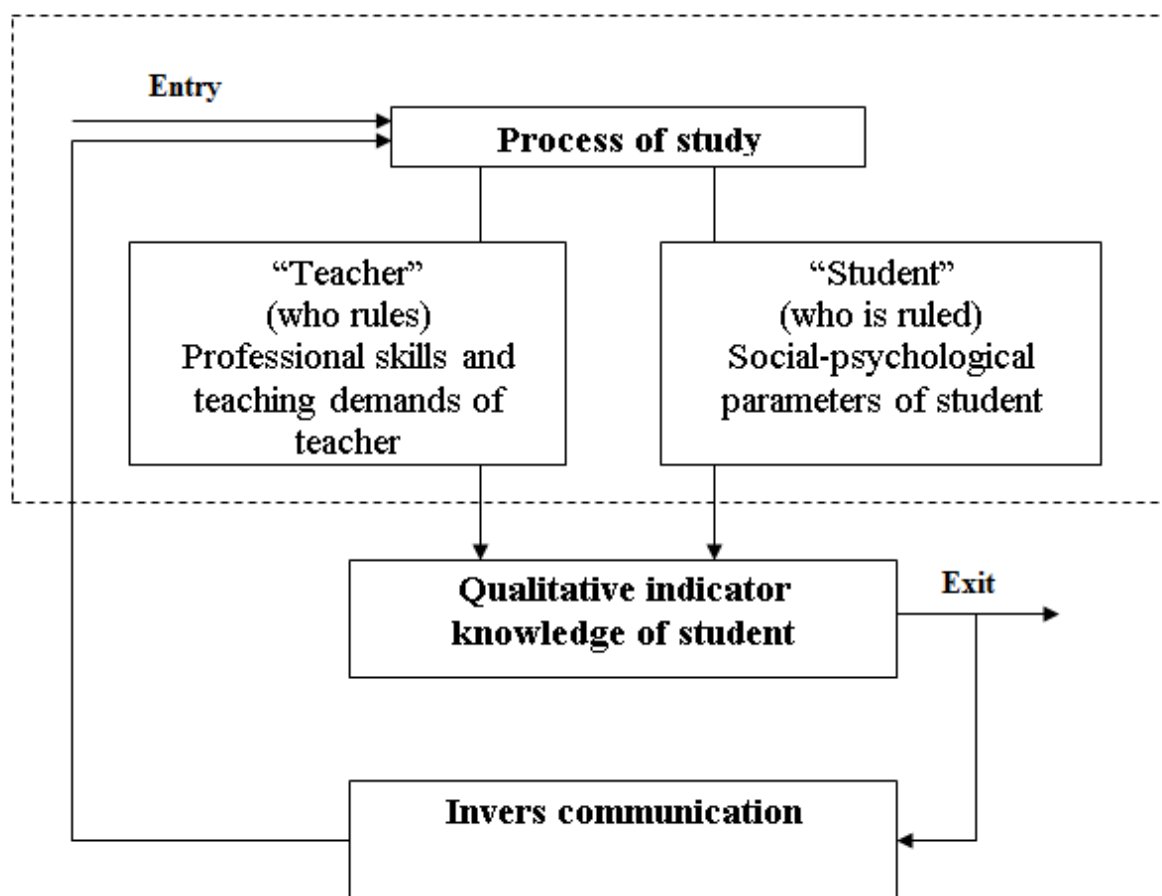 Entry
Process of study
“Teacher”
(who rules)
Professional skills and
teaching demands of
teacher
“Student”
(who is ruled)
Social-psychological
parameters of student
Qualitative indicator
knowledge of student
Exit
Invers communication